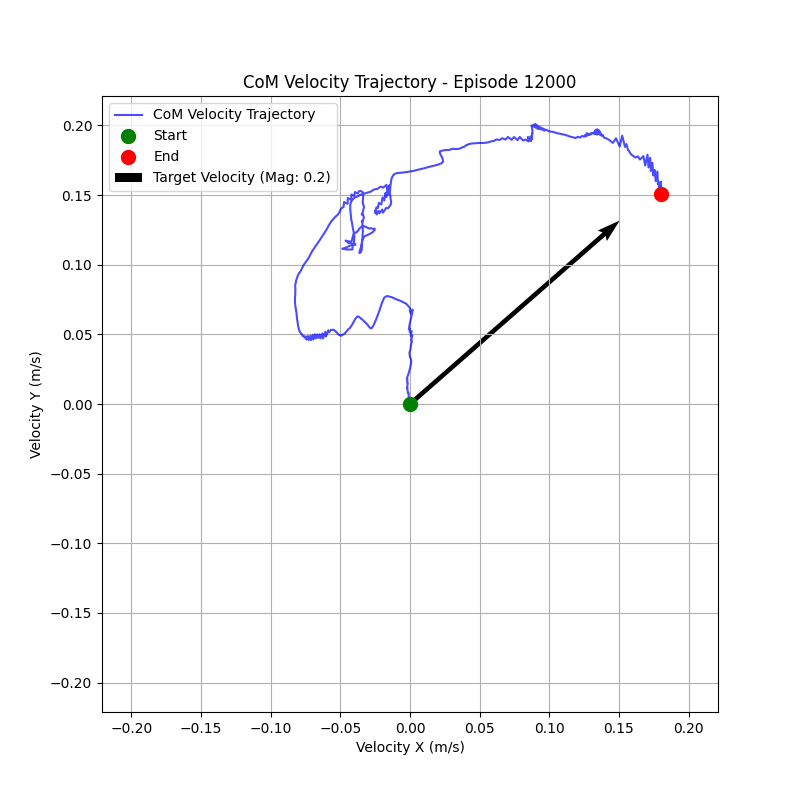 CoM Velocity Trajectory - Episode 12000
CoM Velocity Trajectory
Start
End
Target Velocity (Mag: 0.2)
0.20
0.15
0.10
0.05
0.00
−0.05
−0.10
−0.15
−0.20
Velocity Y (m/s)
−0.20 −0.15 −0.10 −0.05 0.00 0.05 0.10 0.15 0.20
Velocity X (m/s)